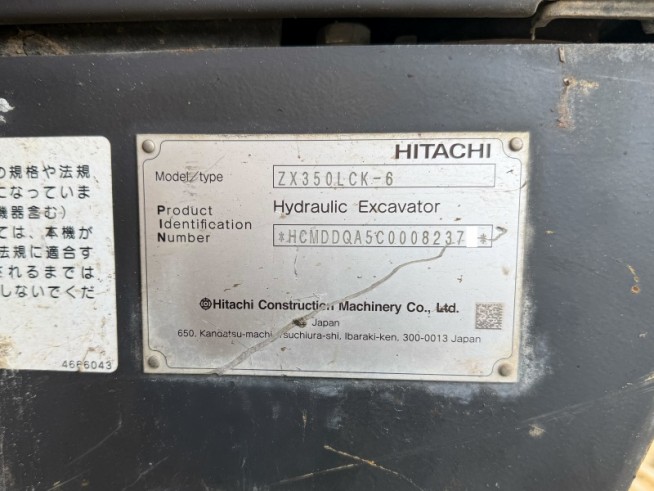 の規格や法規
になっていま
機器含む)
ては、本機が
法規に適合す
されるまでは
しないでくだ
4656043
HITACHI
Model/type
ZX350LCK-6
Product
Identification
Number
Hydraulic Excavator
*HCMDDQA5C0008237 *
Hitachi Construction Machinery Co., Ltd.
Japan
650, Kandatsu-machi, Tsuchiura-shi, Ibaraki-ken, 300-0013 Japan